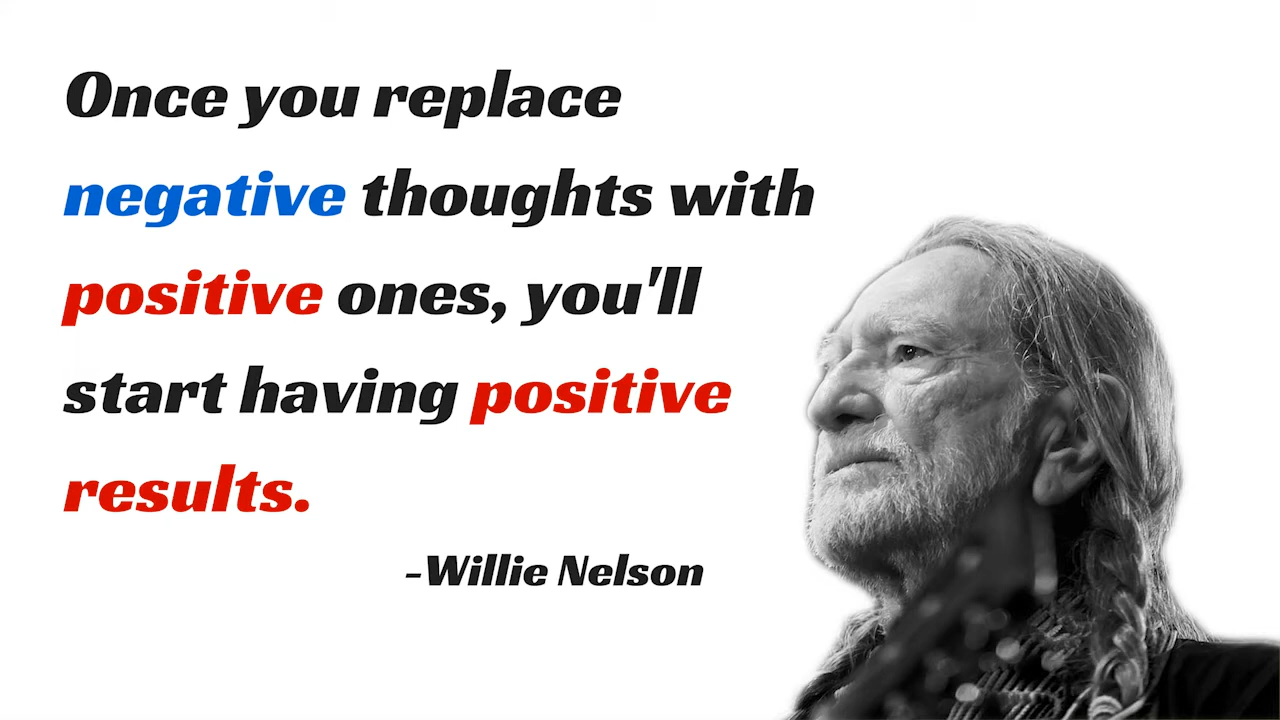 Once you replace
negative thoughts with
positive ones, you'll
start having positive
results.
-Willie Nelson